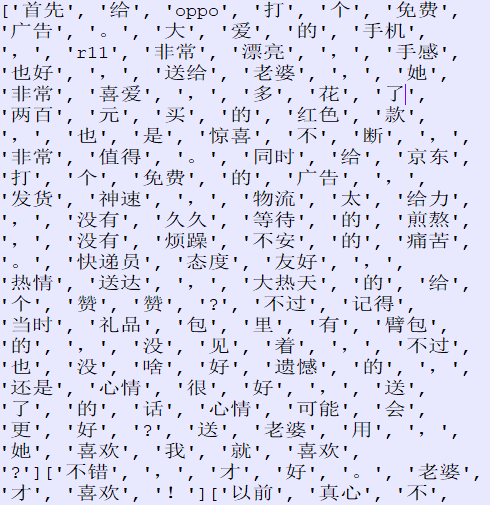 ['首先', '给', 'oppo', '打', '个', '免费',
'广告', '。', '大', '爱', '的', '手机',
',', 'r11', '非常', '漂亮', ',', '手感',
'也好', ',', '送给', '老婆', ',', '她',
'非常', '喜爱', ',', '多', '花', '了',
'两百', '元', '买', '的', '红色', '款',
',', '也', '是', '惊喜', '不', '断', ',',
'非常', '值得', '。', '同时', '给', '京东',
'打', '个', '免费', '的', '广告', ',',
'发货', '神速', ',', '物流', '太', '给力',
',', '没有', '久久', '等待', '的', '煎熬',
',', '没有', '烦躁', '不安', '的', '痛苦',
'。', '快递员', '态度', '友好', ',',
'热情', '送达', ',', '大热天', '的', '给',
'个', '赞', '赞', '?', '不过', '记得',
'当时', '礼品', '包', '里', '有', '臂包',
'的', ',', '没', '见', '着', ',', '不过',
'也', '没', '啥', '好', '遗憾', '的', ',',
'还是', '心情', '很', '好', ',', '送',
'了', '的', '话', '心情', '可能', '会',
'更', '好', '?', '送', '老婆', '用', ',',
'她', '喜欢', '我', '就', '喜欢',
'?']['不错', ',', '才', '好', '。', '老婆',
'才', '喜欢', '！']['以前', '真心', '不',